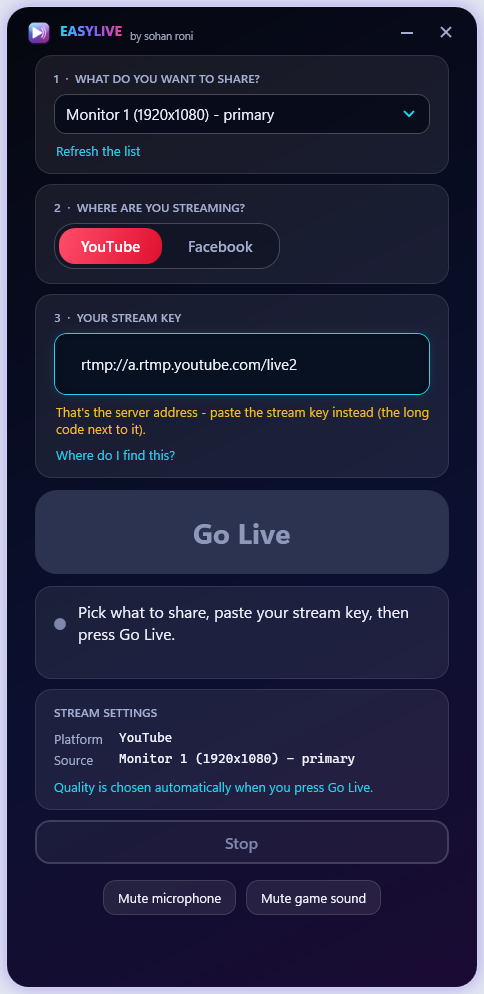 EASYLIVE by sohan roni
1 · WHAT DO YOU WANT TO SHARE?
Monitor 1 (1920x1080) - primary
Refresh the list
2 · WHERE ARE YOU STREAMING?
YouTube Facebook
3 · YOUR STREAM KEY
rtmp://a.rtmp.youtube.com/live2
That's the server address - paste the stream key instead (the long
code next to it).
Where do I find this?
Go Live
Pick what to share, paste your stream key, then
press Go Live.
STREAM SETTINGS
Platform YouTube
Source Monitor 1 (1920x1080) - primary
Quality is chosen automatically when you press Go Live.
Stop
Mute microphone Mute game sound